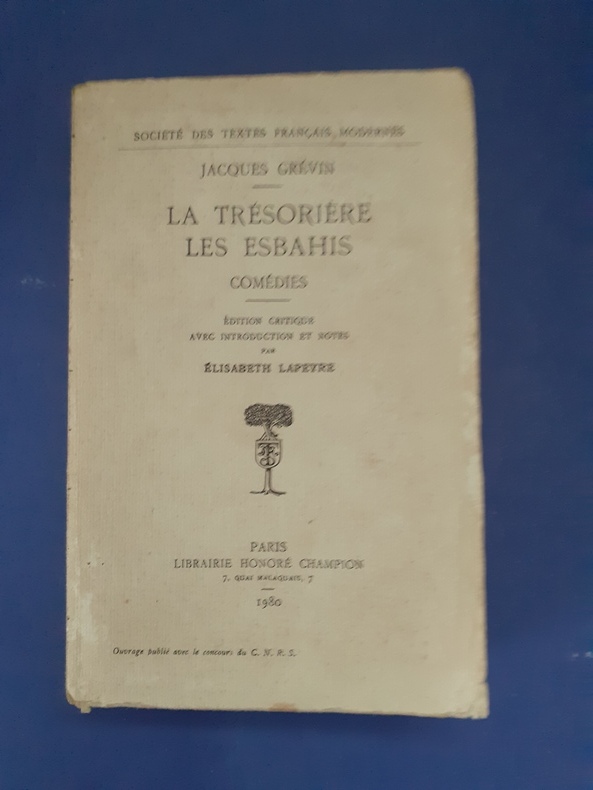 SOCIÉTÉ DES TEXTES FRANÇAIS MODERNES
JACQUES GRÉVIN
LA TRÉSORIÈRE
LES ESBAHIS
COMÉDIES
ÉDITION CRITIQUE
AVEC INTRODUCTION ET NOTES
PAR
ÉLISABETH LAPEYRE
PARIS
LIBRAIRIE HONORÉ CHAMPION
7, QUAI MALAQUAIS, 7
1980
Ouvrage publié avec le concours du C. N. R. S.